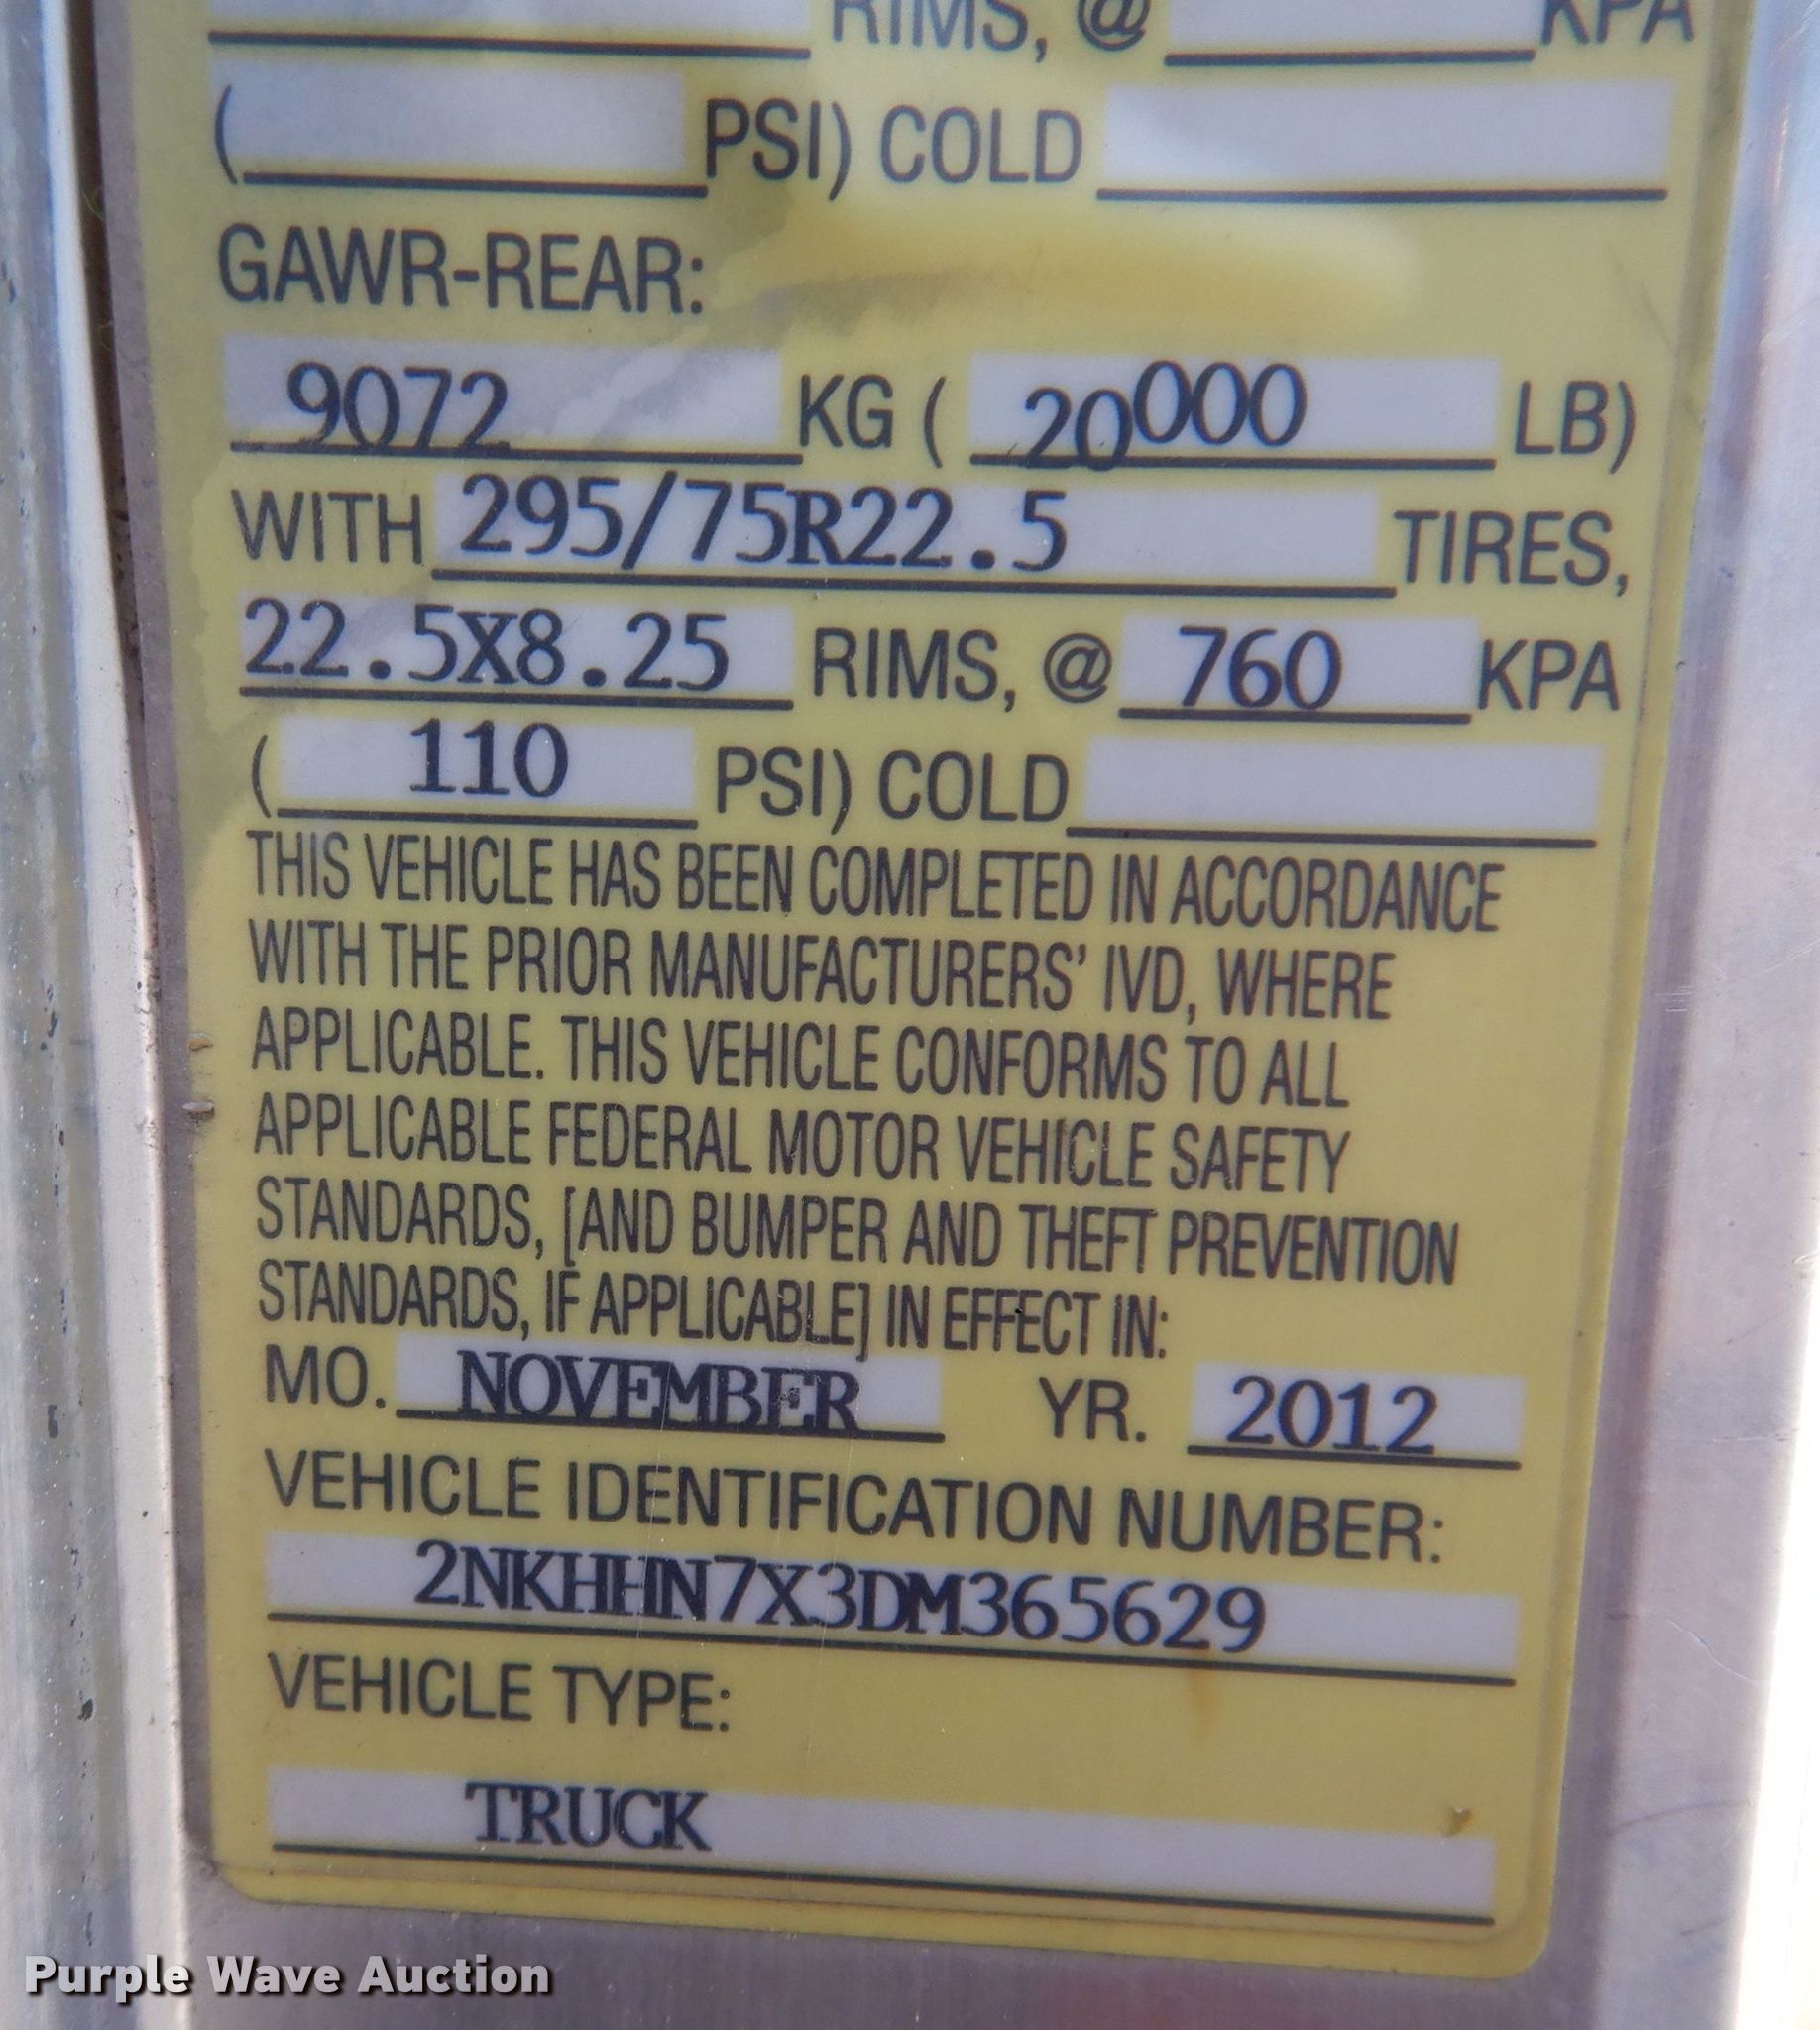 RIMS, @ KPA
( PSI) COLD
GAWR-REAR:
9072 KG ( 20000 LB)
WITH 295/75R22.5 TIRES,
22.5X8.25 RIMS, @ 760 KPA
( 110 PSI) COLD
THIS VEHICLE HAS BEEN COMPLETED IN ACCORDANCE
WITH THE PRIOR MANUFACTURERS' IVD, WHERE
APPLICABLE. THIS VEHICLE CONFORMS TO ALL
APPLICABLE FEDERAL MOTOR VEHICLE SAFETY
STANDARDS, [AND BUMPER AND THEFT PREVENTION
STANDARDS, IF APPLICABLE] IN EFFECT IN:
MO. NOVEMBER YR. 2012
VEHICLE IDENTIFICATION NUMBER:
2NKHHN7X3DM365629
VEHICLE TYPE:
TRUCK
Purple Wave Auction